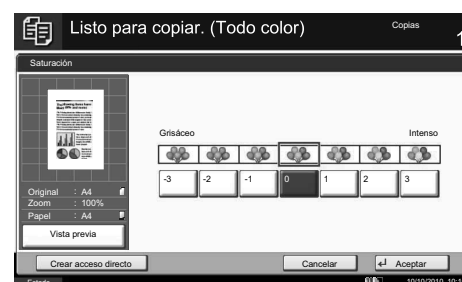 Listo para copiar. (Todo color)
Copias
Saturación
Grisáceo
Intenso
-3 -2 -1 0 1 2 3
Original : A4
Zoom : 100%
Papel : A4
Vista previa
Crear acceso directo
Cancelar
Aceptar
Estado
10/10/2010